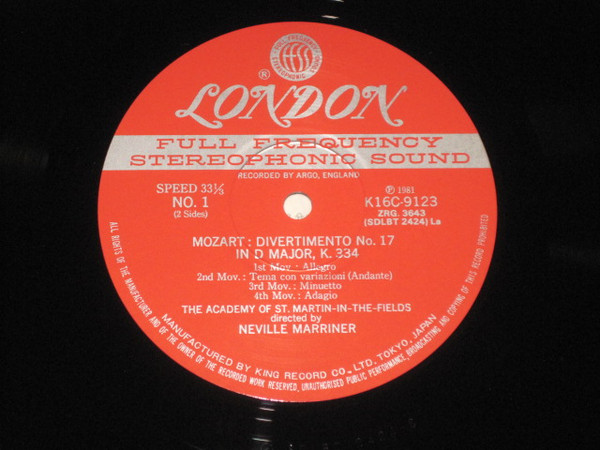 FULL FREQUENCY
ffss
STEREOPHONIC
®
LONDON
FULL FREQUENCY
STEREOPHONIC SOUND
RECORDED BY ARGO, ENGLAND
SPEED 33⅓
NO. 1
(2 Sides)
℗ 1981
K16C-9123
ZRG. 3643
(SDLBT 2424) La
MOZART : DIVERTIMENTO No. 17
IN D MAJOR, K. 334
1st Mov. : Allegro
2nd Mov. : Tema con variazioni (Andante)
3rd Mov. : Minuetto
4th Mov. : Adagio
THE ACADEMY OF ST. MARTIN-IN-THE-FIELDS
directed by
NEVILLE MARRINER
MANUFACTURED BY KING RECORD CO., LTD. TOKYO, JAPAN
ALL RIGHTS OF THE MANUFACTURER AND OF THE OWNER OF THE RECORDED WORK RESERVED. UNAUTHORISED PUBLIC PERFORMANCE, BROADCASTING AND COPYING OF THIS RECORD PROHIBITED